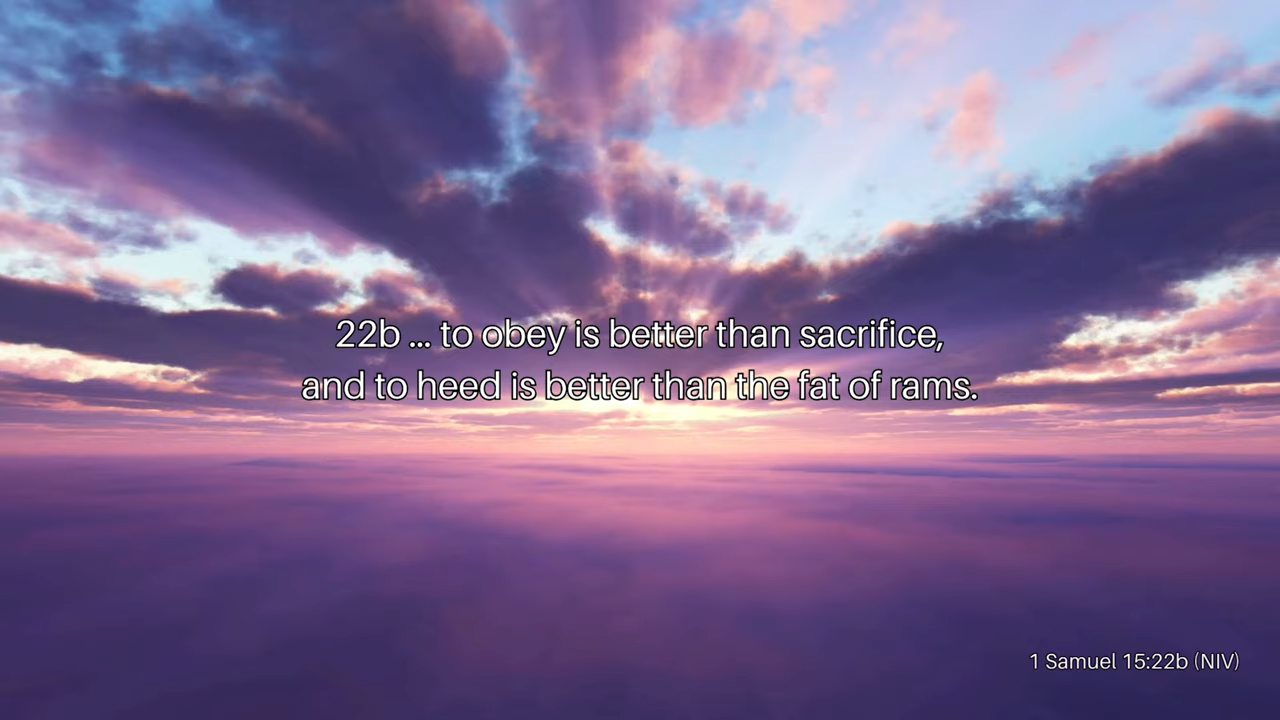 22b ... to obey is better than sacrifice,
and to heed is better than the fat of rams.
1 Samuel 15:22b (NIV)